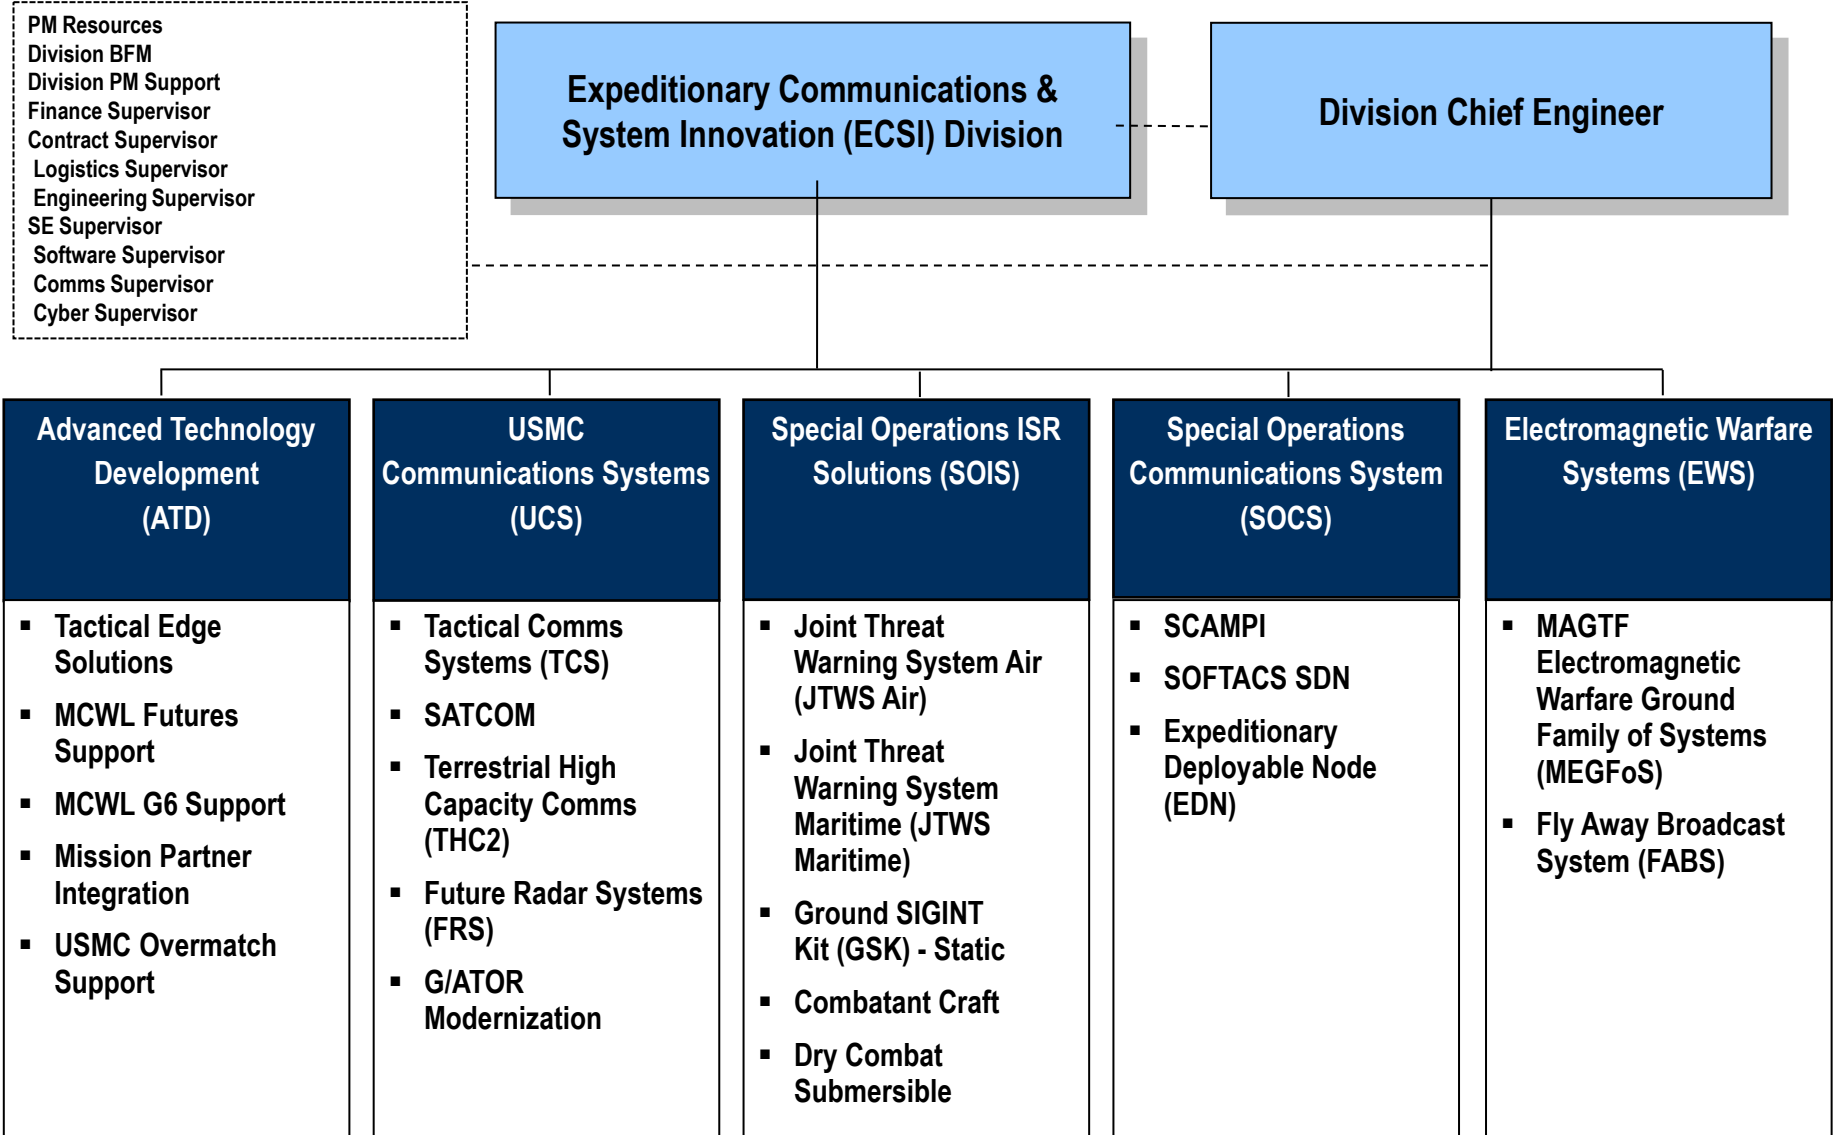 PM Resources
Division BFM
Division PM Support
Finance Supervisor
Contract Supervisor
Logistics Supervisor
Engineering Supervisor
SE Supervisor
Software Supervisor
Comms Supervisor
Cyber Supervisor
Expeditionary Communications &
System Innovation (ECSI) Division
Division Chief Engineer
Advanced Technology
Development
(ATD)
▪ Tactical Edge
Solutions
▪ MCWL Futures
Support
▪ MCWL G6 Support
▪ Mission Partner
Integration
▪ USMC Overmatch
Support
USMC
Communications Systems
(UCS)
▪ Tactical Comms
Systems (TCS)
▪ SATCOM
▪ Terrestrial High
Capacity Comms
(THC2)
▪ Future Radar Systems
(FRS)
▪ G/ATOR
Modernization
Special Operations ISR
Solutions (SOIS)
▪ Joint Threat
Warning System Air
(JTWS Air)
▪ Joint Threat
Warning System
Maritime (JTWS
Maritime)
▪ Ground SIGINT
Kit (GSK) - Static
▪ Combatant Craft
▪ Dry Combat
Submersible
Special Operations
Communications System
(SOCS)
▪ SCAMPI
▪ SOFTACS SDN
▪ Expeditionary
Deployable Node
(EDN)
Electromagnetic Warfare
Systems (EWS)
▪ MAGTF
Electromagnetic
Warfare Ground
Family of Systems
(MEGFoS)
▪ Fly Away Broadcast
System (FABS)